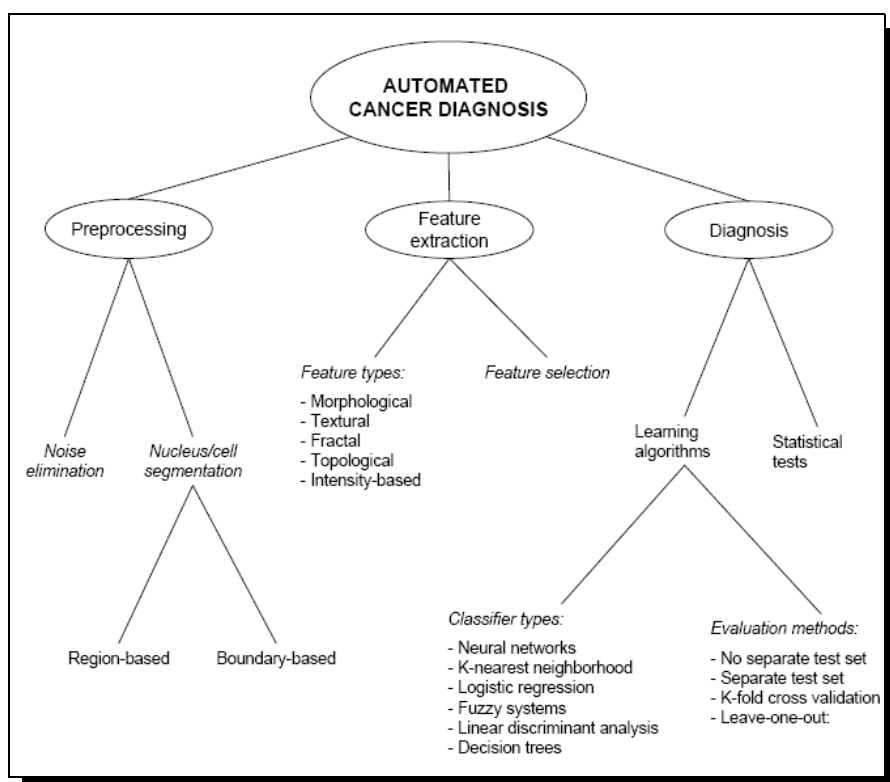 AUTOMATED
CANCER DIAGNOSIS
Preprocessing
Feature
extraction
Diagnosis
Feature types:
- Morphological
- Textural
- Fractal
- Topological
- Intensity-based
Feature selection
Noise
elimination
Nucleus/cell
segmentation
Learning
algorithms
Statistical
tests
Region-based
Boundary-based
Classifier types:
- Neural networks
- K-nearest neighborhood
- Logistic regression
- Fuzzy systems
- Linear discriminant analysis
- Decision trees
Evaluation methods:
- No separate test set
- Separate test set
- K-fold cross validation
- Leave-one-out: